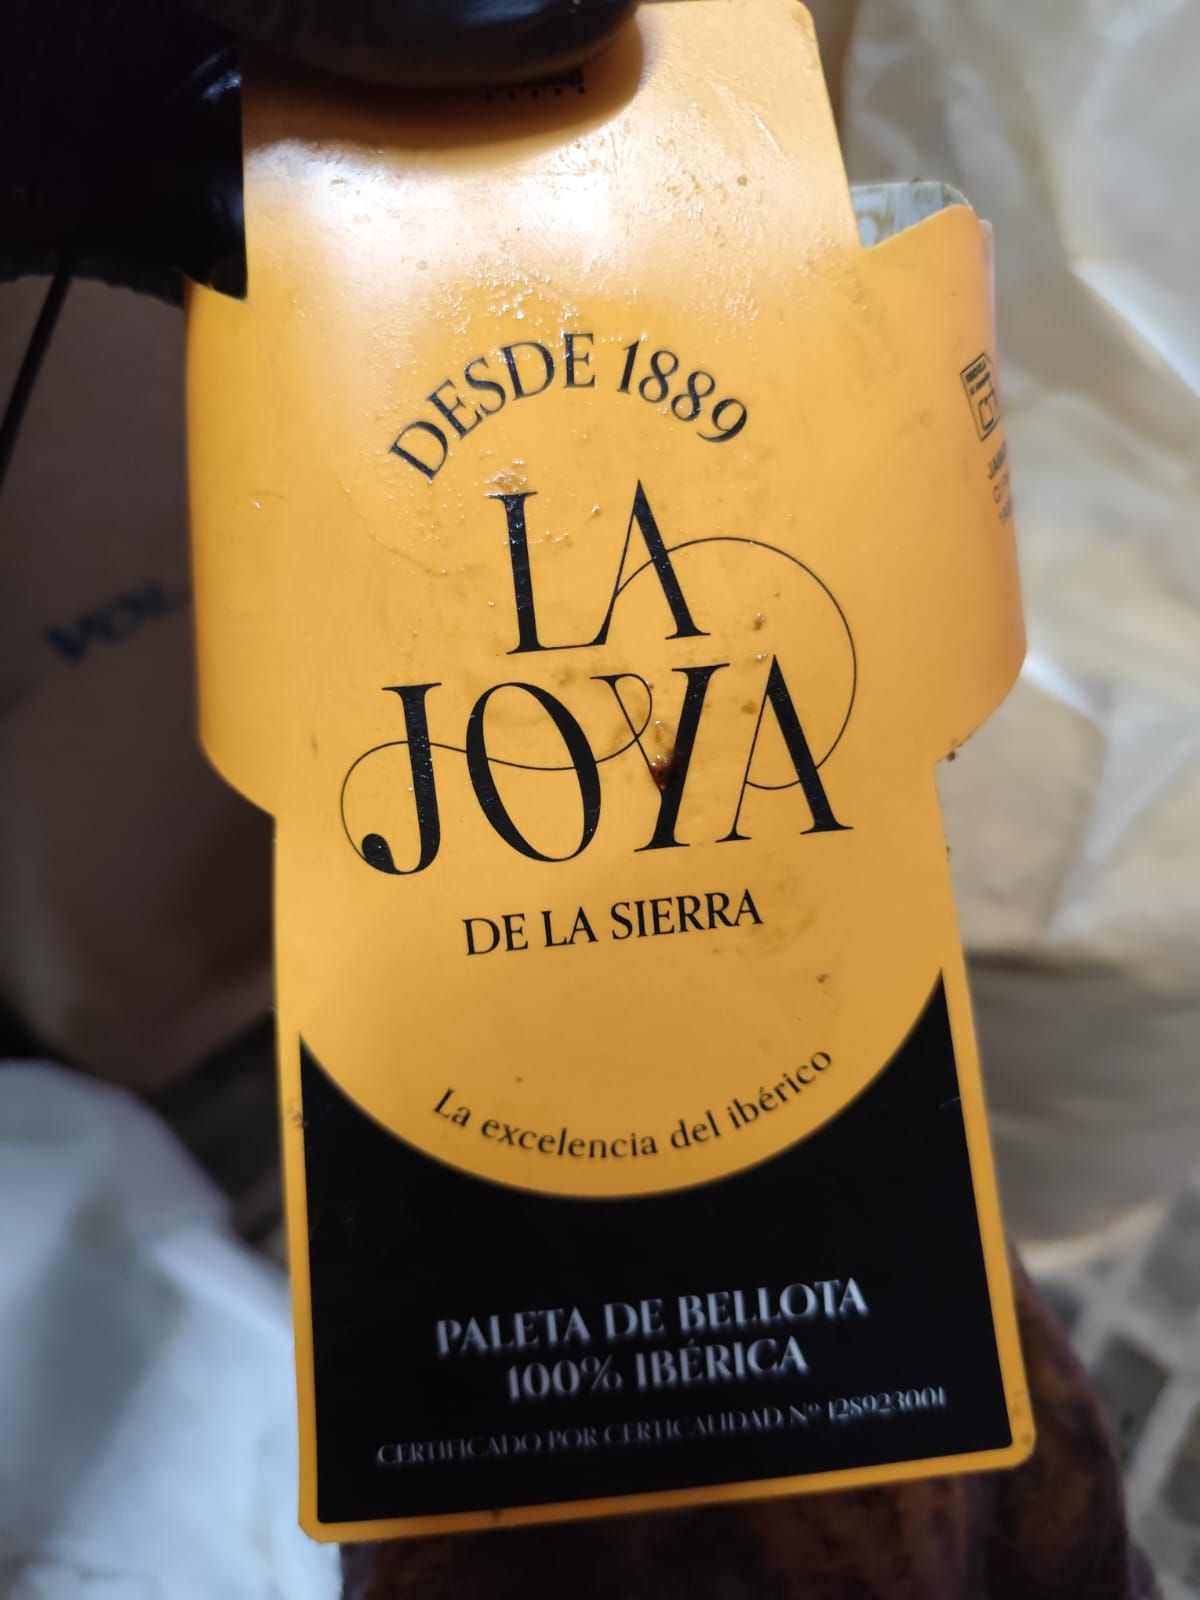 DESDE 1889
LA
JOYA
DE LA SIERRA
La excelencia del ibérico
PALETA DE BELLOTA
100% IBÉRICA
CERTIFICADO POR CERTICALIDAD Nº 128923001